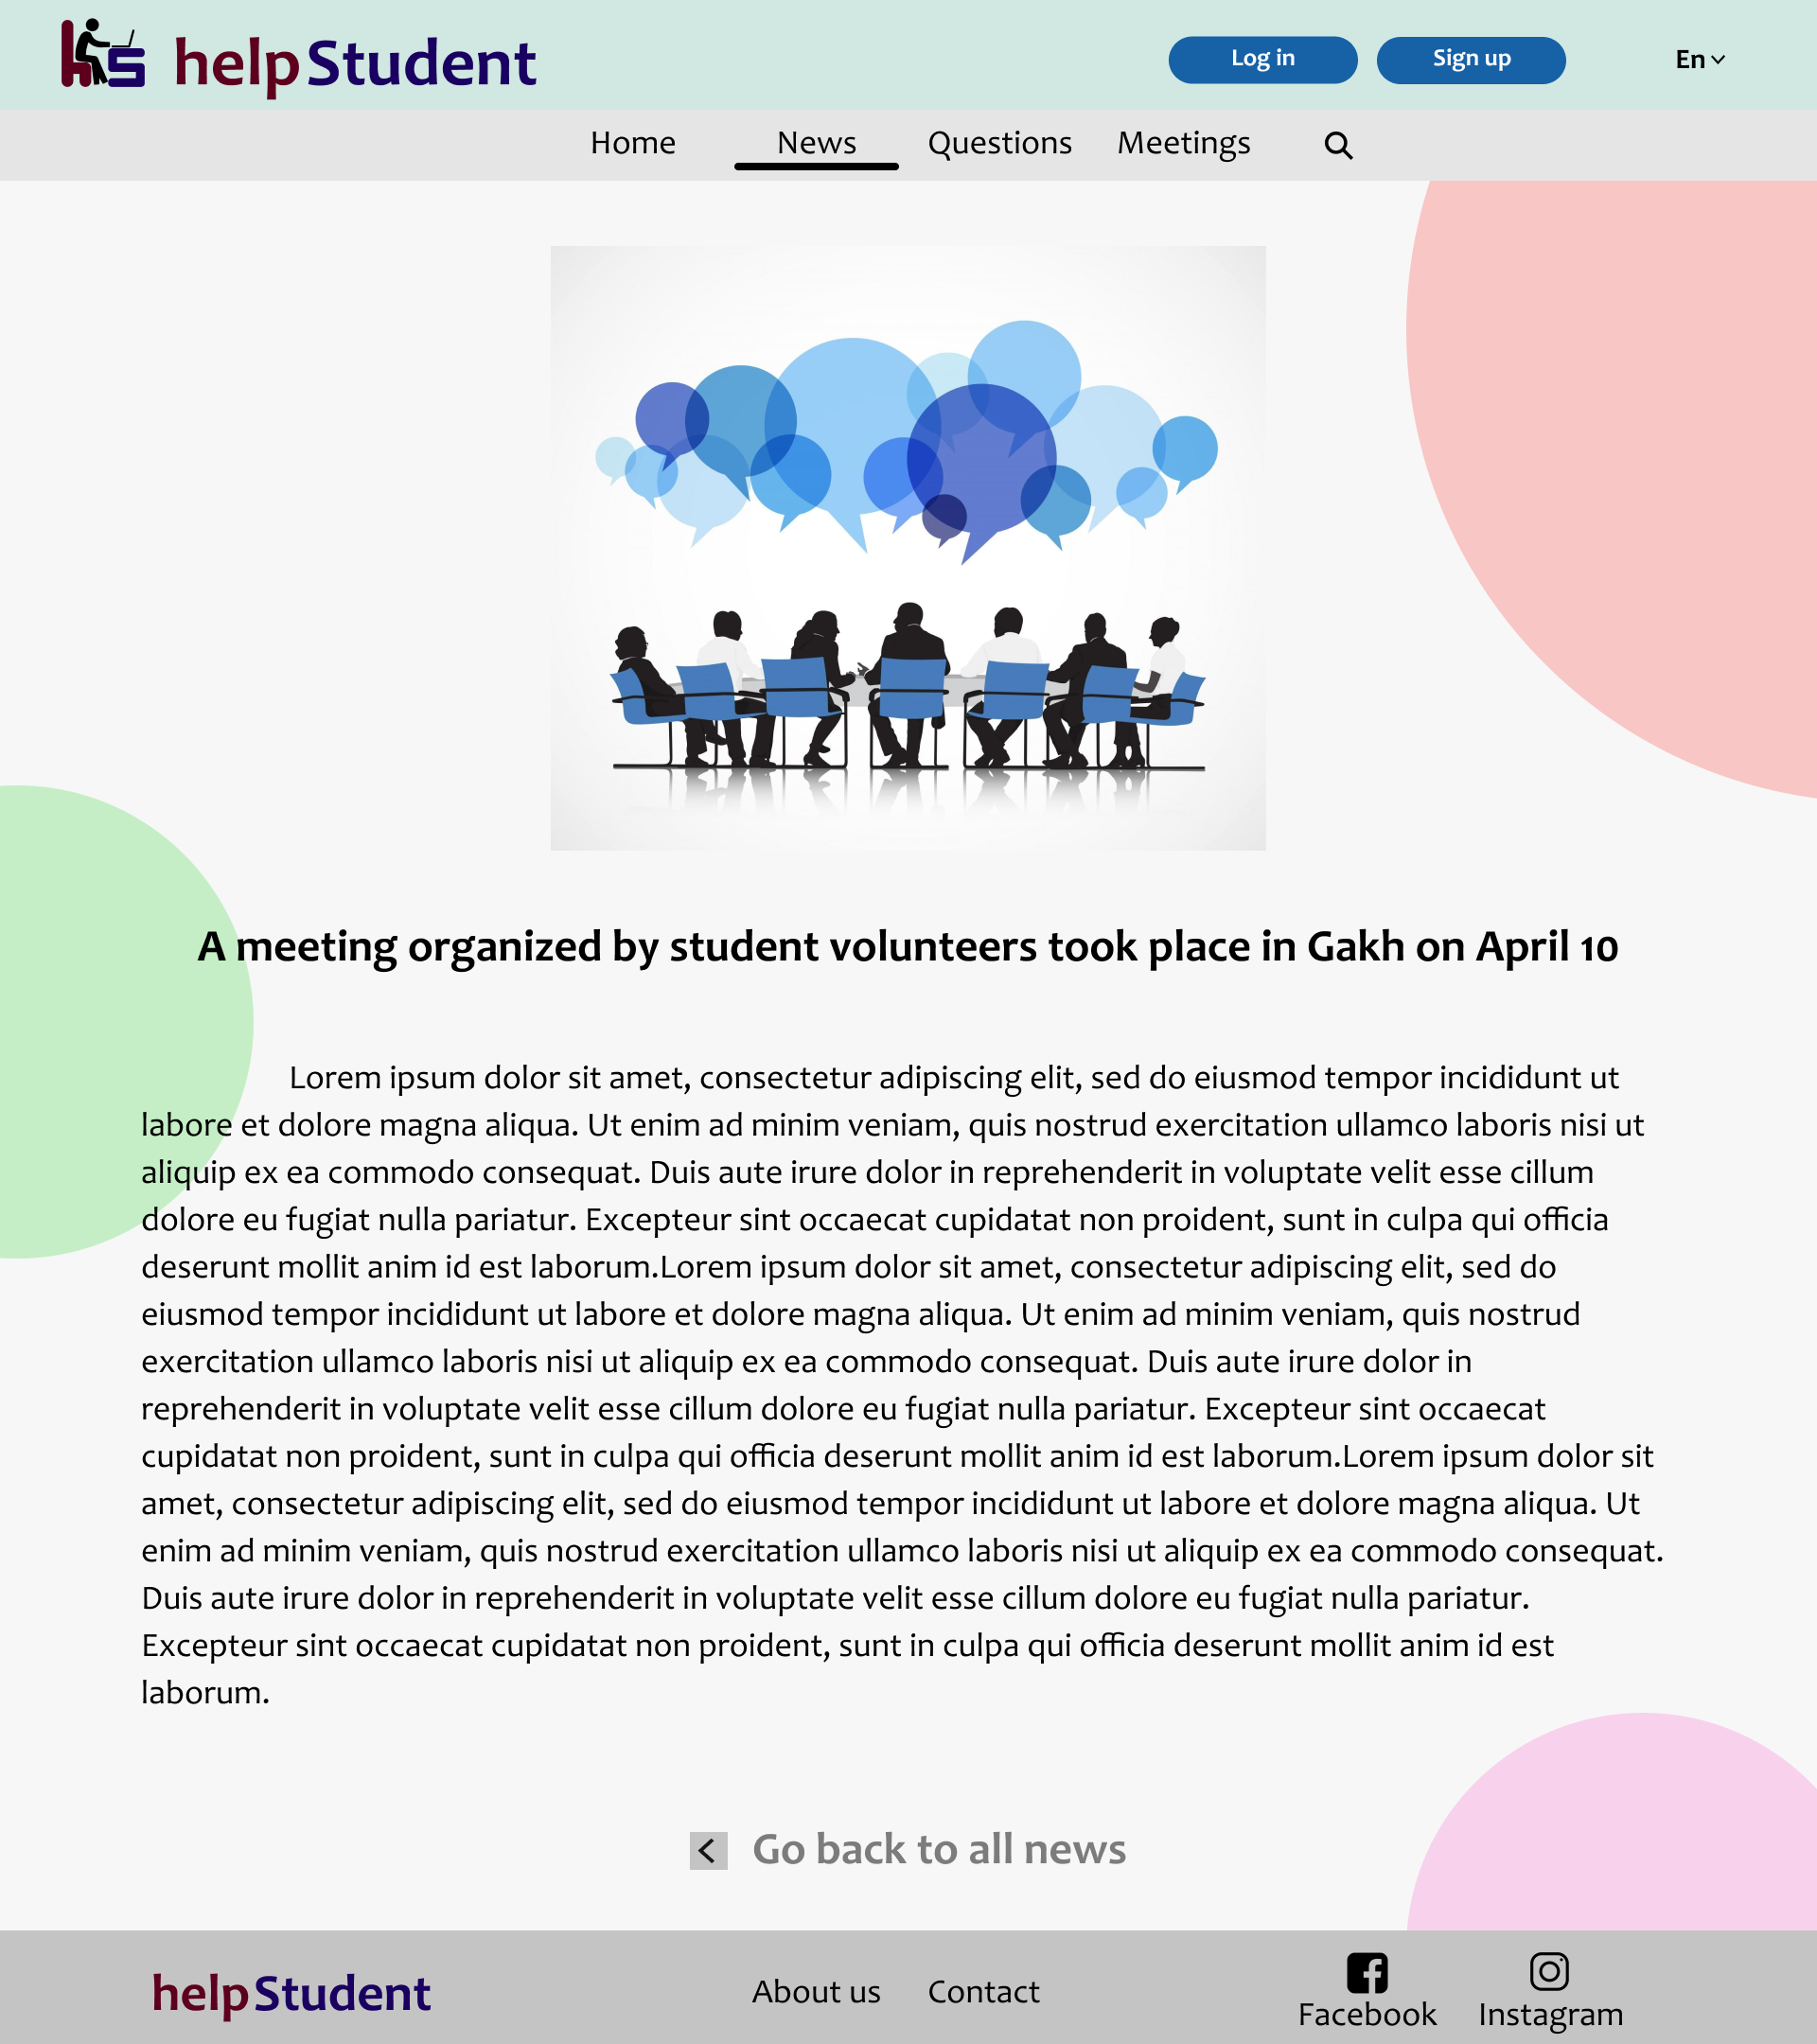 hs helpStudent
Log in Sign up En
Home News Questions Meetings
A meeting organized by student volunteers took place in Gakh on April 10
Lorem ipsum dolor sit amet, consectetur adipiscing elit, sed do eiusmod tempor incididunt ut
labore et dolore magna aliqua. Ut enim ad minim veniam, quis nostrud exercitation ullamco laboris nisi ut
aliquip ex ea commodo consequat. Duis aute irure dolor in reprehenderit in voluptate velit esse cillum
dolore eu fugiat nulla pariatur. Excepteur sint occaecat cupidatat non proident, sunt in culpa qui officia
deserunt mollit anim id est laborum.Lorem ipsum dolor sit amet, consectetur adipiscing elit, sed do
eiusmod tempor incididunt ut labore et dolore magna aliqua. Ut enim ad minim veniam, quis nostrud
exercitation ullamco laboris nisi ut aliquip ex ea commodo consequat. Duis aute irure dolor in
reprehenderit in voluptate velit esse cillum dolore eu fugiat nulla pariatur. Excepteur sint occaecat
cupidatat non proident, sunt in culpa qui officia deserunt mollit anim id est laborum.Lorem ipsum dolor sit
amet, consectetur adipiscing elit, sed do eiusmod tempor incididunt ut labore et dolore magna aliqua. Ut
enim ad minim veniam, quis nostrud exercitation ullamco laboris nisi ut aliquip ex ea commodo consequat.
Duis aute irure dolor in reprehenderit in voluptate velit esse cillum dolore eu fugiat nulla pariatur.
Excepteur sint occaecat cupidatat non proident, sunt in culpa qui officia deserunt mollit anim id est
laborum.
Go back to all news
helpStudent About us Contact
Facebook Instagram